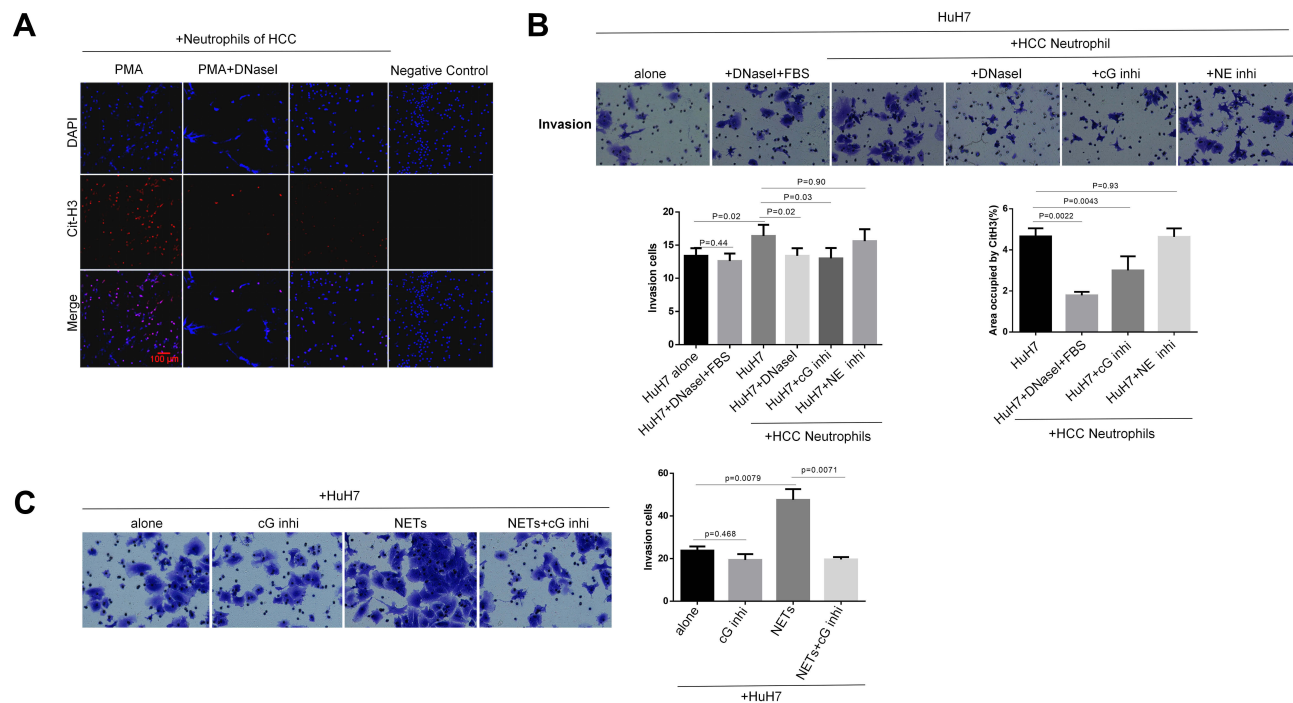 A
+Neutrophils of HCC
PMA
PMA+DNaseI
Negative Control
DAPI
Cit-H3
Merge
100 μm
B
HuH7
+HCC Neutrophil
alone
+DNaseI+FBS
+DNaseI
+cG inhi
+NE inhi
Invasion
P=0.90
P=0.03
P=0.02
P=0.02
P=0.44
Invasion cells
20
15
10
5
0
HuH7 alone
HuH7+DNaseI+FBS
HuH7
HuH7+DNaseI
HuH7+cG inhi
HuH7+NE inhi
+HCC Neutrophils
P=0.93
P=0.0043
P=0.0022
Area occupied by CitH3(%)
6
4
2
0
HuH7
HuH7+DNaseI+FBS
HuH7+cG inhi
HuH7+NE inhi
+HCC Neutrophils
C
+HuH7
alone
cG inhi
NETs
NETs+cG inhi
p=0.0071
p=0.0079
p=0.468
Invasion cells
60
40
20
0
alone
cG inhi
NETs
NETs+cG inhi
+HuH7